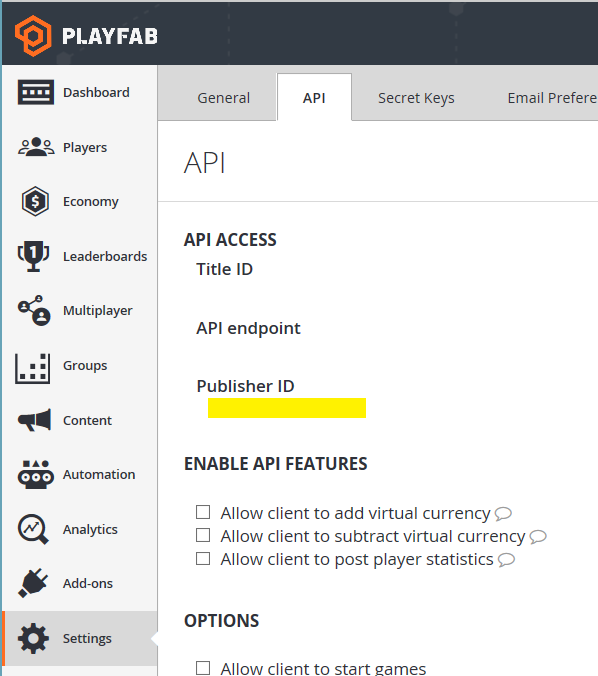 PLAYFAB
Dashboard
Players
Economy
Leaderboards
Multiplayer
Groups
Content
Automation
Analytics
Add-ons
Settings
General
API
Secret Keys
Email Prefere
API
API ACCESS
Title ID
API endpoint
Publisher ID
ENABLE API FEATURES
Allow client to add virtual currency
Allow client to subtract virtual currency
Allow client to post player statistics
OPTIONS
Allow client to start games